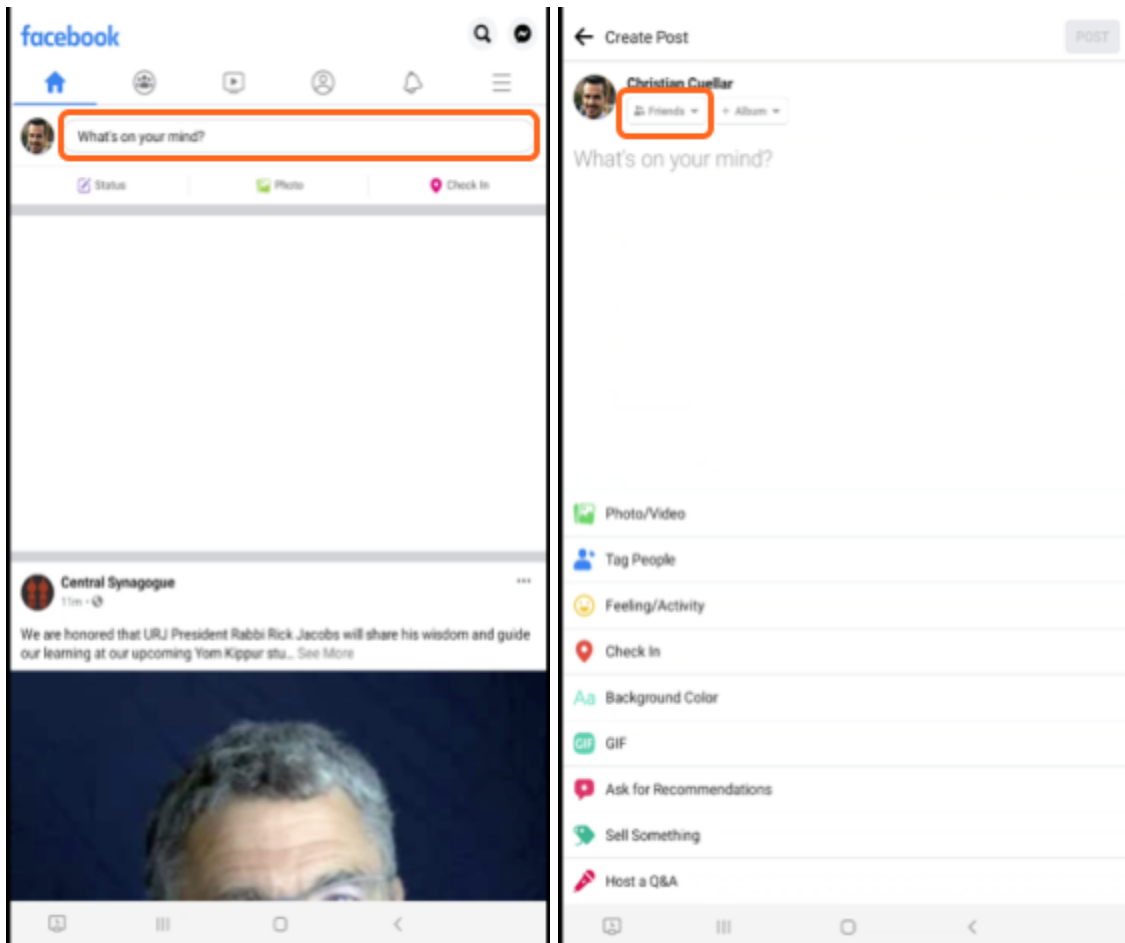 facebook
What's on your mind?
Status
Photo
Check In
Central Synagogue
11m
We are honored that URJ President Rabbi Rick Jacobs will share his wisdom and guide
our learning at our upcoming Yom Kippur stu... See More
Create Post
POST
Christian Cuellar
Friends
+ Album
What's on your mind?
Photo/Video
Tag People
Feeling/Activity
Check In
Aa Background Color
GIF GIF
Ask for Recommendations
Sell Something
Host a Q&A